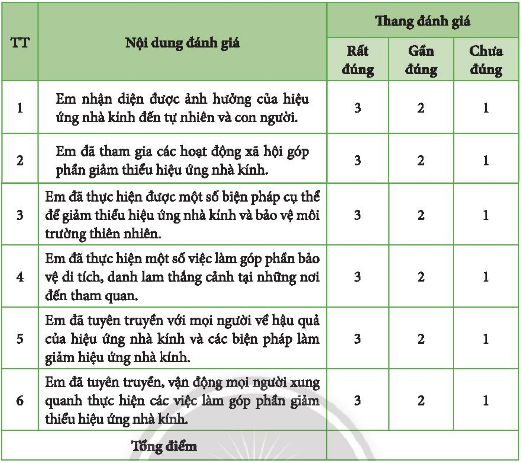 TT
Nội dung đánh giá
Thang đánh giá
Rất đúng
Gần đúng
Chưa đúng
1
Em nhận diện được ảnh hưởng của hiệu
ứng nhà kính đến tự nhiên và con người.
3
2
1
2
Em đã tham gia các hoạt động xã hội góp
phần giảm thiểu hiệu ứng nhà kính.
3
2
1
3
Em đã thực hiện được một số biện pháp cụ thể
để giảm thiểu hiệu ứng nhà kính và bảo vệ môi
trường thiên nhiên.
3
2
1
4
Em đã thực hiện một số việc làm góp phần bảo
vệ di tích, danh lam thắng cảnh tại những nơi
đến tham quan.
3
2
1
5
Em đã tuyên truyền với mọi người về hậu quả
của hiệu ứng nhà kính và các biện pháp làm
giảm hiệu ứng nhà kính.
3
2
1
6
Em đã tuyên truyền, vận động mọi người xung
quanh thực hiện các việc làm góp phần giảm
thiểu hiệu ứng nhà kính.
3
2
1
Tổng điểm